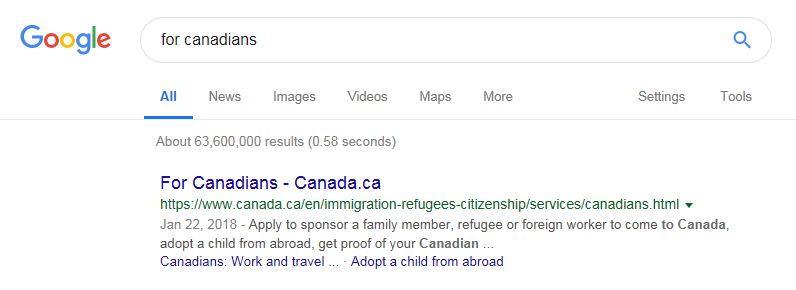 Google for canadians
All News Images Videos Maps More Settings Tools
About 63,600,000 results (0.58 seconds)
For Canadians - Canada.ca
https://www.canada.ca/en/immigration-refugees-citizenship/services/canadians.html
Jan 22, 2018 - Apply to sponsor a family member, refugee or foreign worker to come to Canada,
adopt a child from abroad, get proof of your Canadian ...
Canadians: Work and travel ... · Adopt a child from abroad